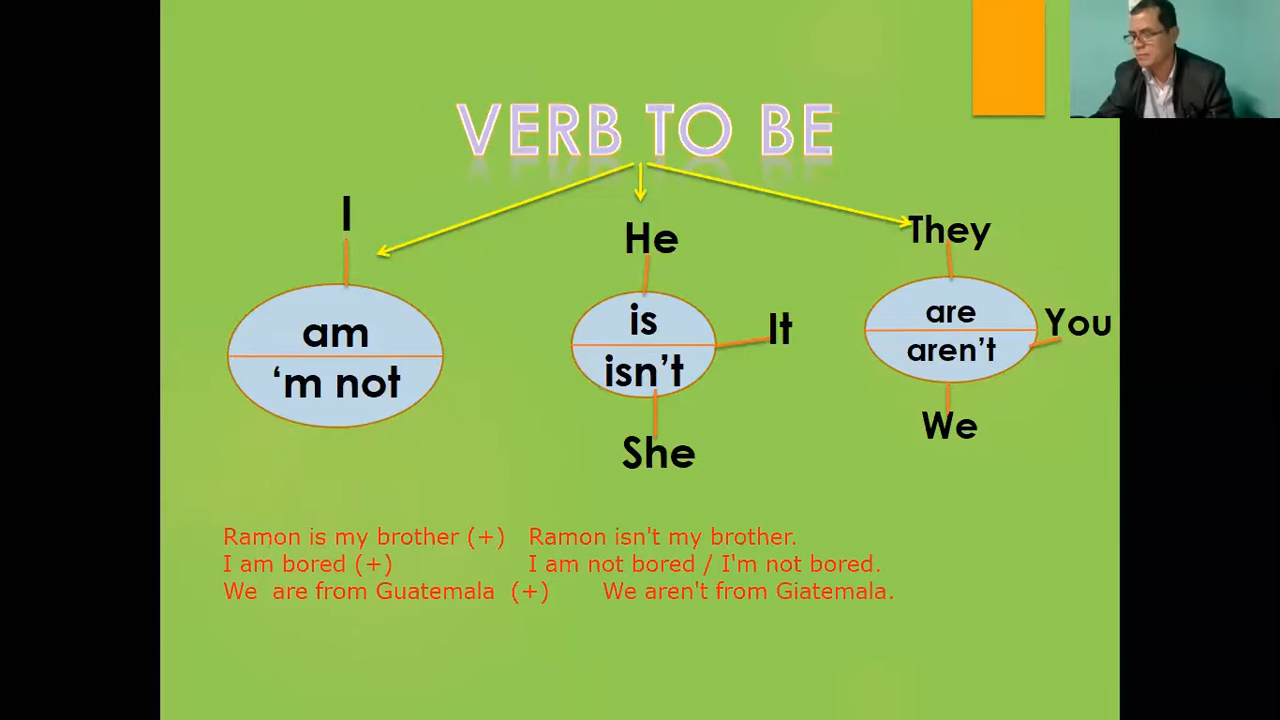 VERB TO BE
I
am
‘m not
He
is
isn’t
It
She
They
are
aren’t
You
We
Ramon is my brother (+) Ramon isn't my brother.
I am bored (+) I am not bored / I'm not bored.
We are from Guatemala (+) We aren't from Giatemala.